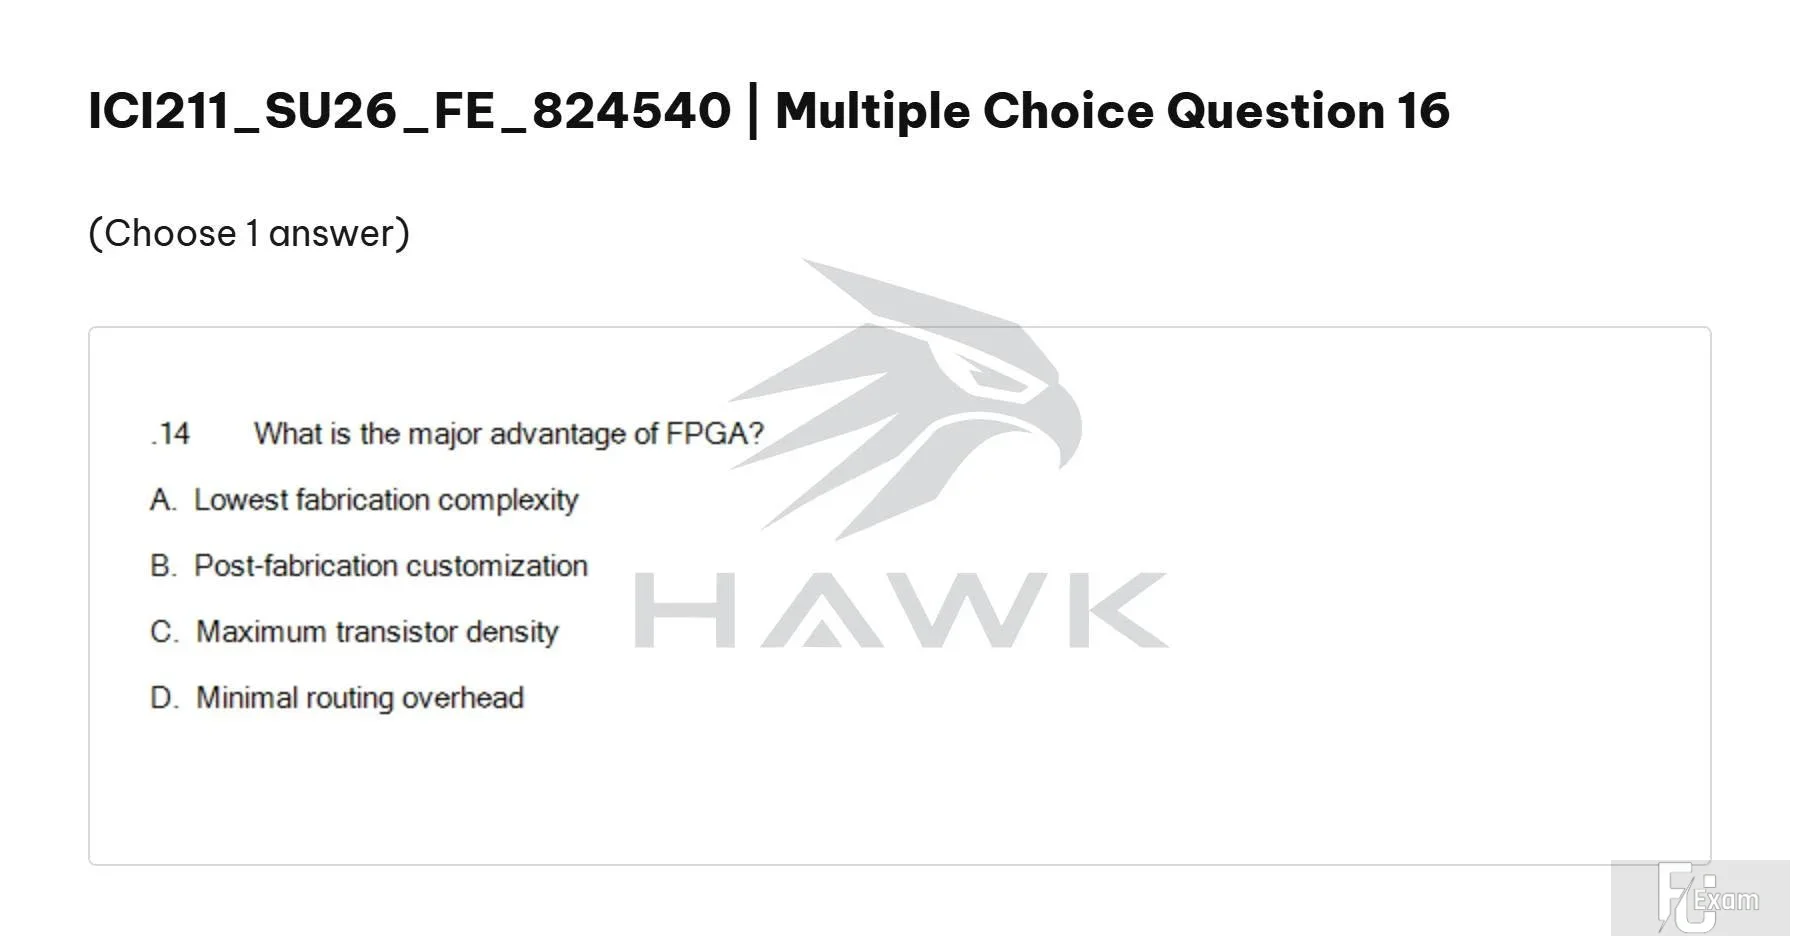 ICI211_SU26_FE_824540 | Multiple Choice Question 16
(Choose 1 answer)
.14 What is the major advantage of FPGA?
A. Lowest fabrication complexity
B. Post-fabrication customization
C. Maximum transistor density
D. Minimal routing overhead
HAWK
FU Exam